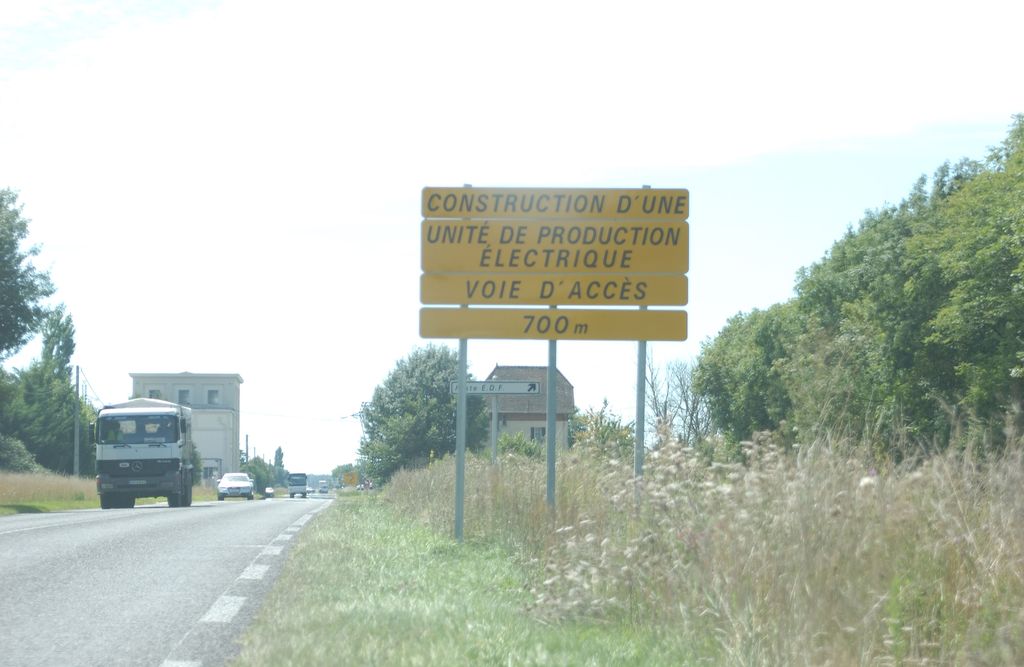 CONSTRUCTION D'UNE
UNITÉ DE PRODUCTION
ÉLECTRIQUE
VOIE D'ACCÈS
700 m
E.D.F.